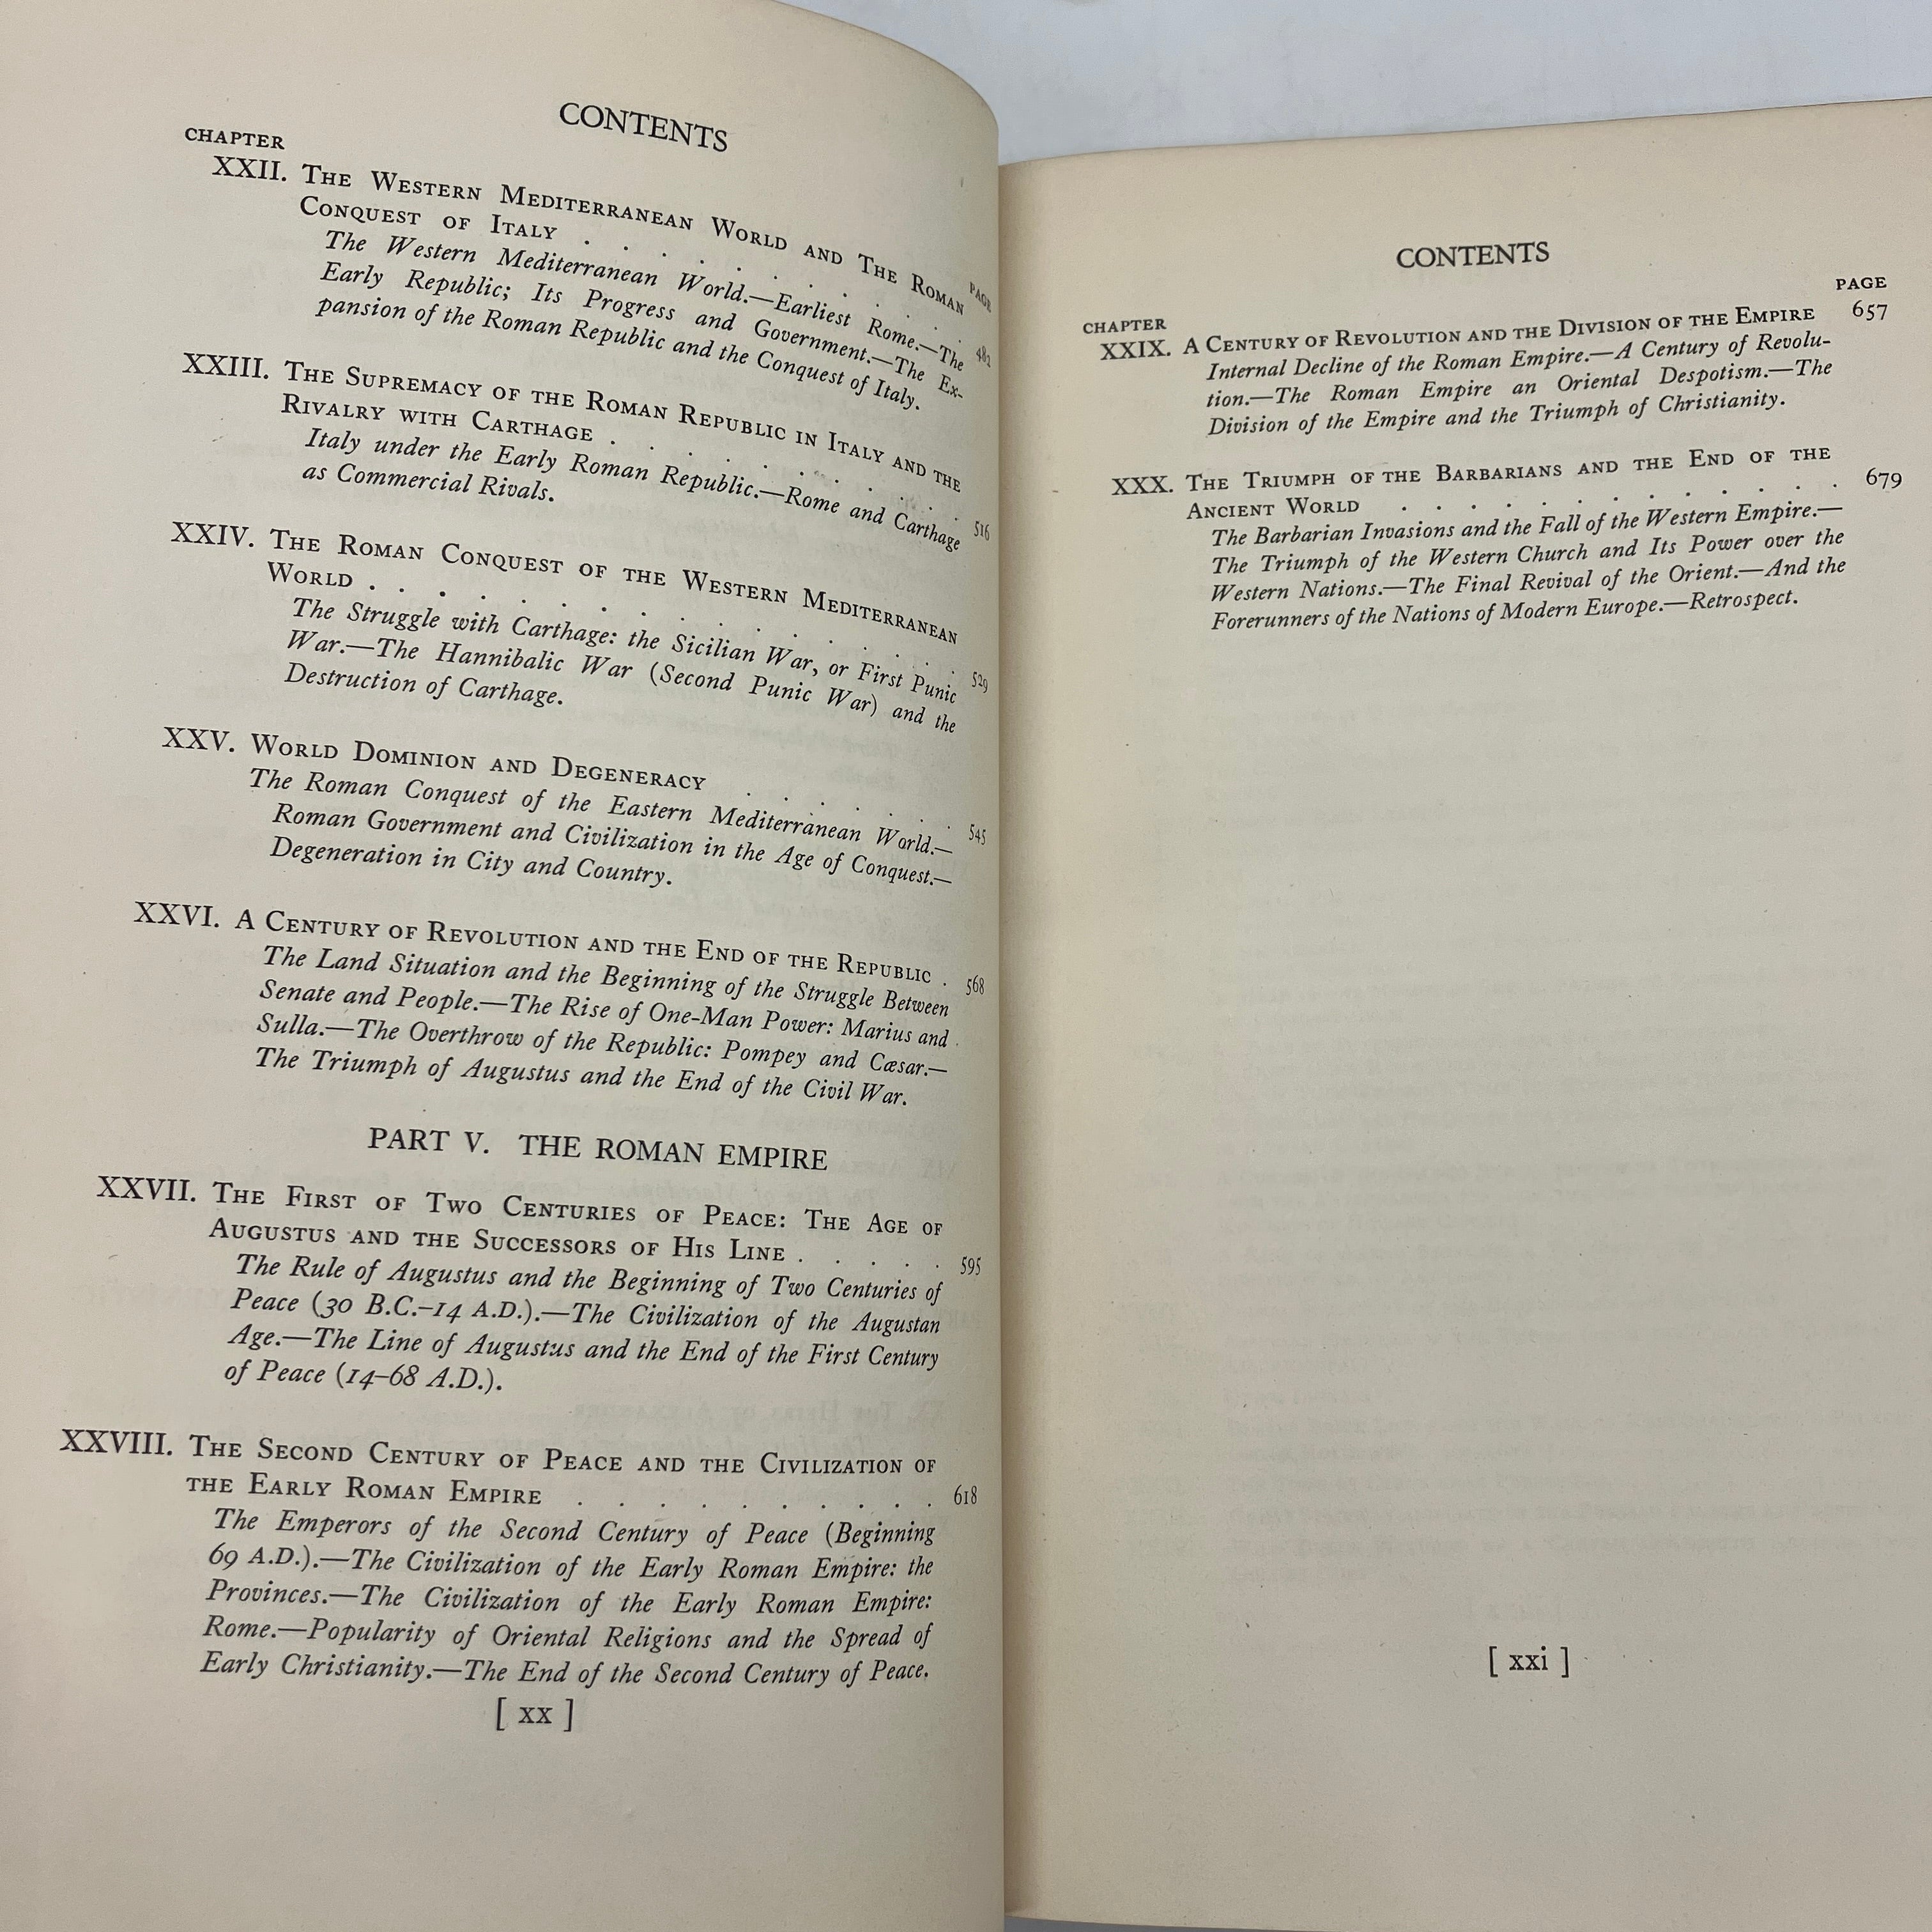 CONTENTS
CHAPTER
PAGE
XXII. The Western Mediterranean World and The Roman
Conquest of Italy . . . . . . . . . . 482
The Western Mediterranean World.—Earliest Rome.—The
Early Republic; Its Progress and Government.—The Ex-
pansion of the Roman Republic and the Conquest of Italy.
XXIII. The Supremacy of the Roman Republic in Italy and the
Rivalry with Carthage . . . . . . . . . . 516
Italy under the Early Roman Republic.—Rome and Carthage
as Commercial Rivals.
XXIV. The Roman Conquest of the Western Mediterranean
World . . . . . . . . . . . . . . 529
The Struggle with Carthage: the Sicilian War, or First Punic
War.—The Hannibalic War (Second Punic War) and the
Destruction of Carthage.
XXV. World Dominion and Degeneracy . . . . . . 545
The Roman Conquest of the Eastern Mediterranean World.—
Roman Government and Civilization in the Age of Conquest.—
Degeneration in City and Country.
XXVI. A Century of Revolution and the End of the Republic . 568
The Land Situation and the Beginning of the Struggle Between
Senate and People.—The Rise of One-Man Power: Marius and
Sulla.—The Overthrow of the Republic: Pompey and Cæsar.—
The Triumph of Augustus and the End of the Civil War.
PART V. THE ROMAN EMPIRE
XXVII. The First of Two Centuries of Peace: The Age of
Augustus and the Successors of His Line . . . . . 595
The Rule of Augustus and the Beginning of Two Centuries of
Peace (30 B.C.–14 A.D.).—The Civilization of the Augustan
Age.—The Line of Augustus and the End of the First Century
of Peace (14–68 A.D.).
XXVIII. The Second Century of Peace and the Civilization of
the Early Roman Empire . . . . . . . . . . 618
The Emperors of the Second Century of Peace (Beginning
69 A.D.).—The Civilization of the Early Roman Empire: the
Provinces.—The Civilization of the Early Roman Empire:
Rome.—Popularity of Oriental Religions and the Spread of
Early Christianity.—The End of the Second Century of Peace.
[ xx ]
CONTENTS
CHAPTER
PAGE
XXIX. A Century of Revolution and the Division of the Empire 657
Internal Decline of the Roman Empire.—A Century of Revolu-
tion.—The Roman Empire an Oriental Despotism.—The
Division of the Empire and the Triumph of Christianity.
XXX. The Triumph of the Barbarians and the End of the
Ancient World . . . . . . . . . . 679
The Barbarian Invasions and the Fall of the Western Empire.—
The Triumph of the Western Church and Its Power over the
Western Nations.—The Final Revival of the Orient.—And the
Forerunners of the Nations of Modern Europe.—Retrospect.
[ xxi ]